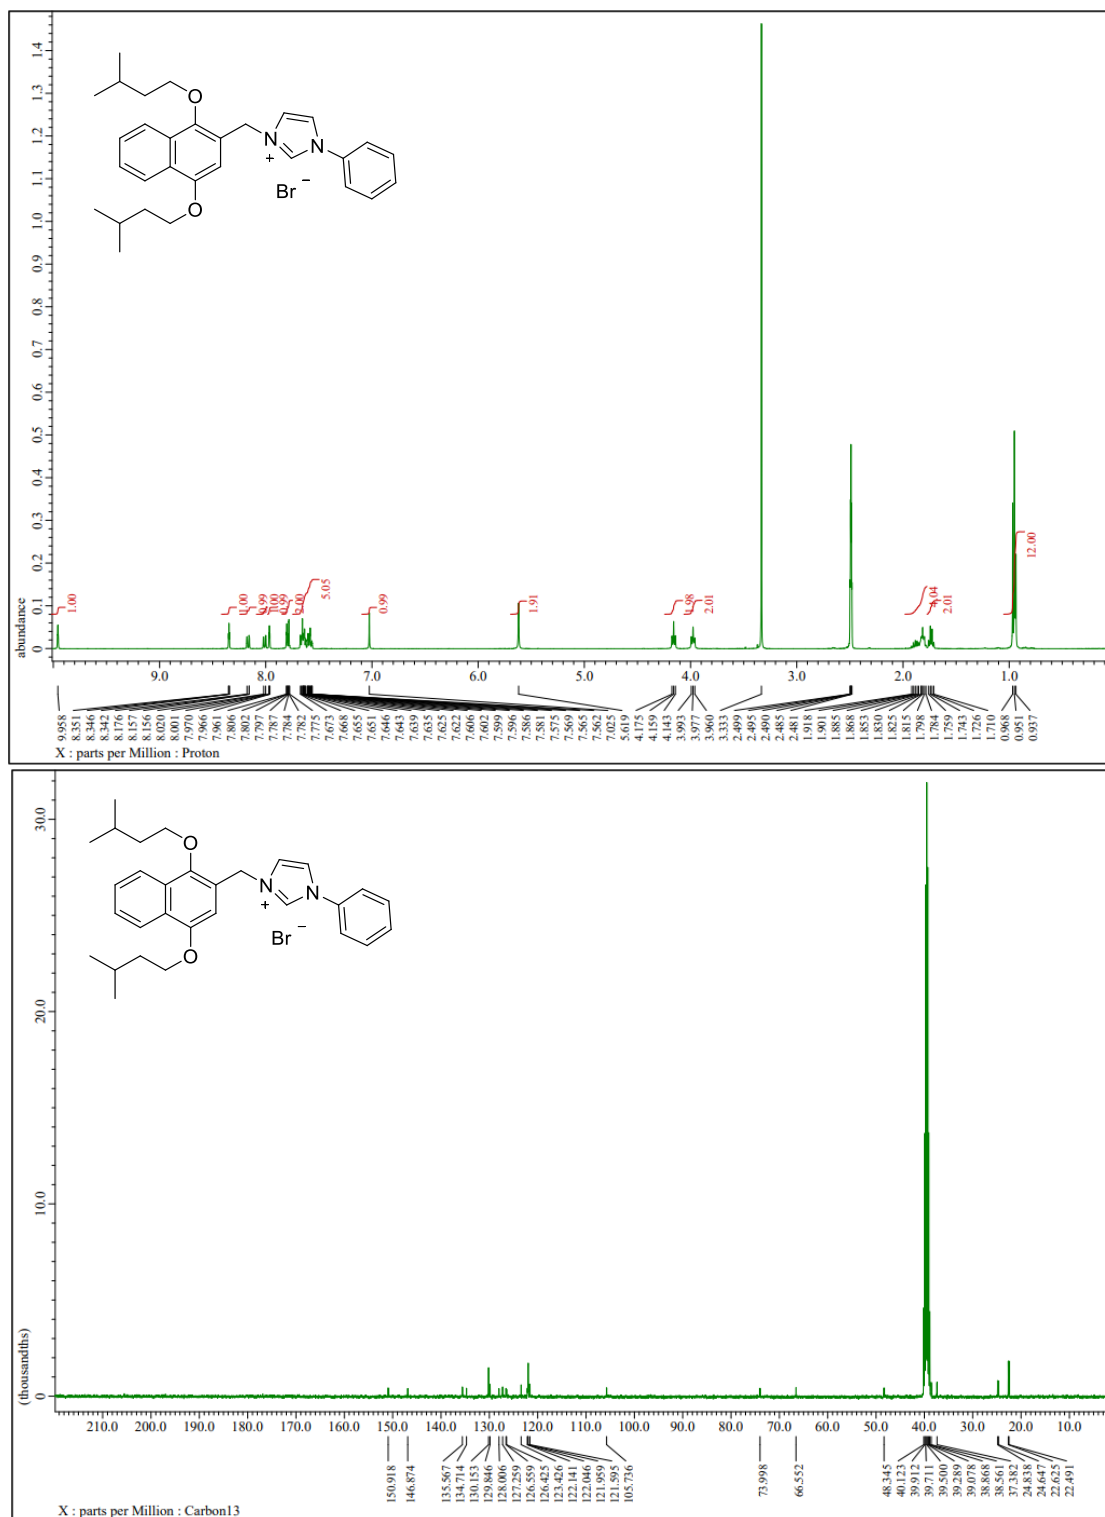 1.4
1.3
1.2
1.1
1.0
0.9
0.8
0.7
0.6
0.5
0.4
0.3
0.2
0.1
0
abundance
O
N
N
+
Br −
O
1.00
1.00
0.99
1.00
0.99
2.00
5.05
0.99
1.91
1.98
2.01
4.04
2.01
12.00
9.0 8.0 7.0 6.0 5.0 4.0 3.0 2.0 1.0
9.958 8.351 8.346 8.342 8.176 8.157 8.156 8.020 8.001 7.970 7.966 7.961 7.806 7.802 7.797 7.787 7.784 7.782 7.775 7.673 7.668 7.655 7.651 7.646 7.643 7.639 7.635 7.625 7.622 7.606 7.602 7.599 7.596 7.586 7.581 7.575 7.569 7.565 7.562 7.025 5.619 4.175 4.159 4.143 3.993 3.977 3.960 3.333 2.499 2.495 2.490 2.485 2.481 1.918 1.901 1.885 1.868 1.853 1.830 1.825 1.815 1.798 1.784 1.759 1.743 1.726 1.710 0.968 0.951 0.937
X : parts per Million : Proton
30.0
20.0
10.0
0
(thousandths)
O
N
N
+
Br −
O
210.0 200.0 190.0 180.0 170.0 160.0 150.0 140.0 130.0 120.0 110.0 100.0 90.0 80.0 70.0 60.0 50.0 40.0 30.0 20.0 10.0
150.918 146.874 135.567 134.714 130.153 129.846 128.006 127.259 126.559 126.425 123.426 122.141 122.046 121.959 121.595 105.736 73.998 66.552 48.345 40.123 39.912 39.711 39.500 39.289 39.078 38.868 38.561 37.382 24.838 24.647 22.625 22.491
X : parts per Million : Carbon13